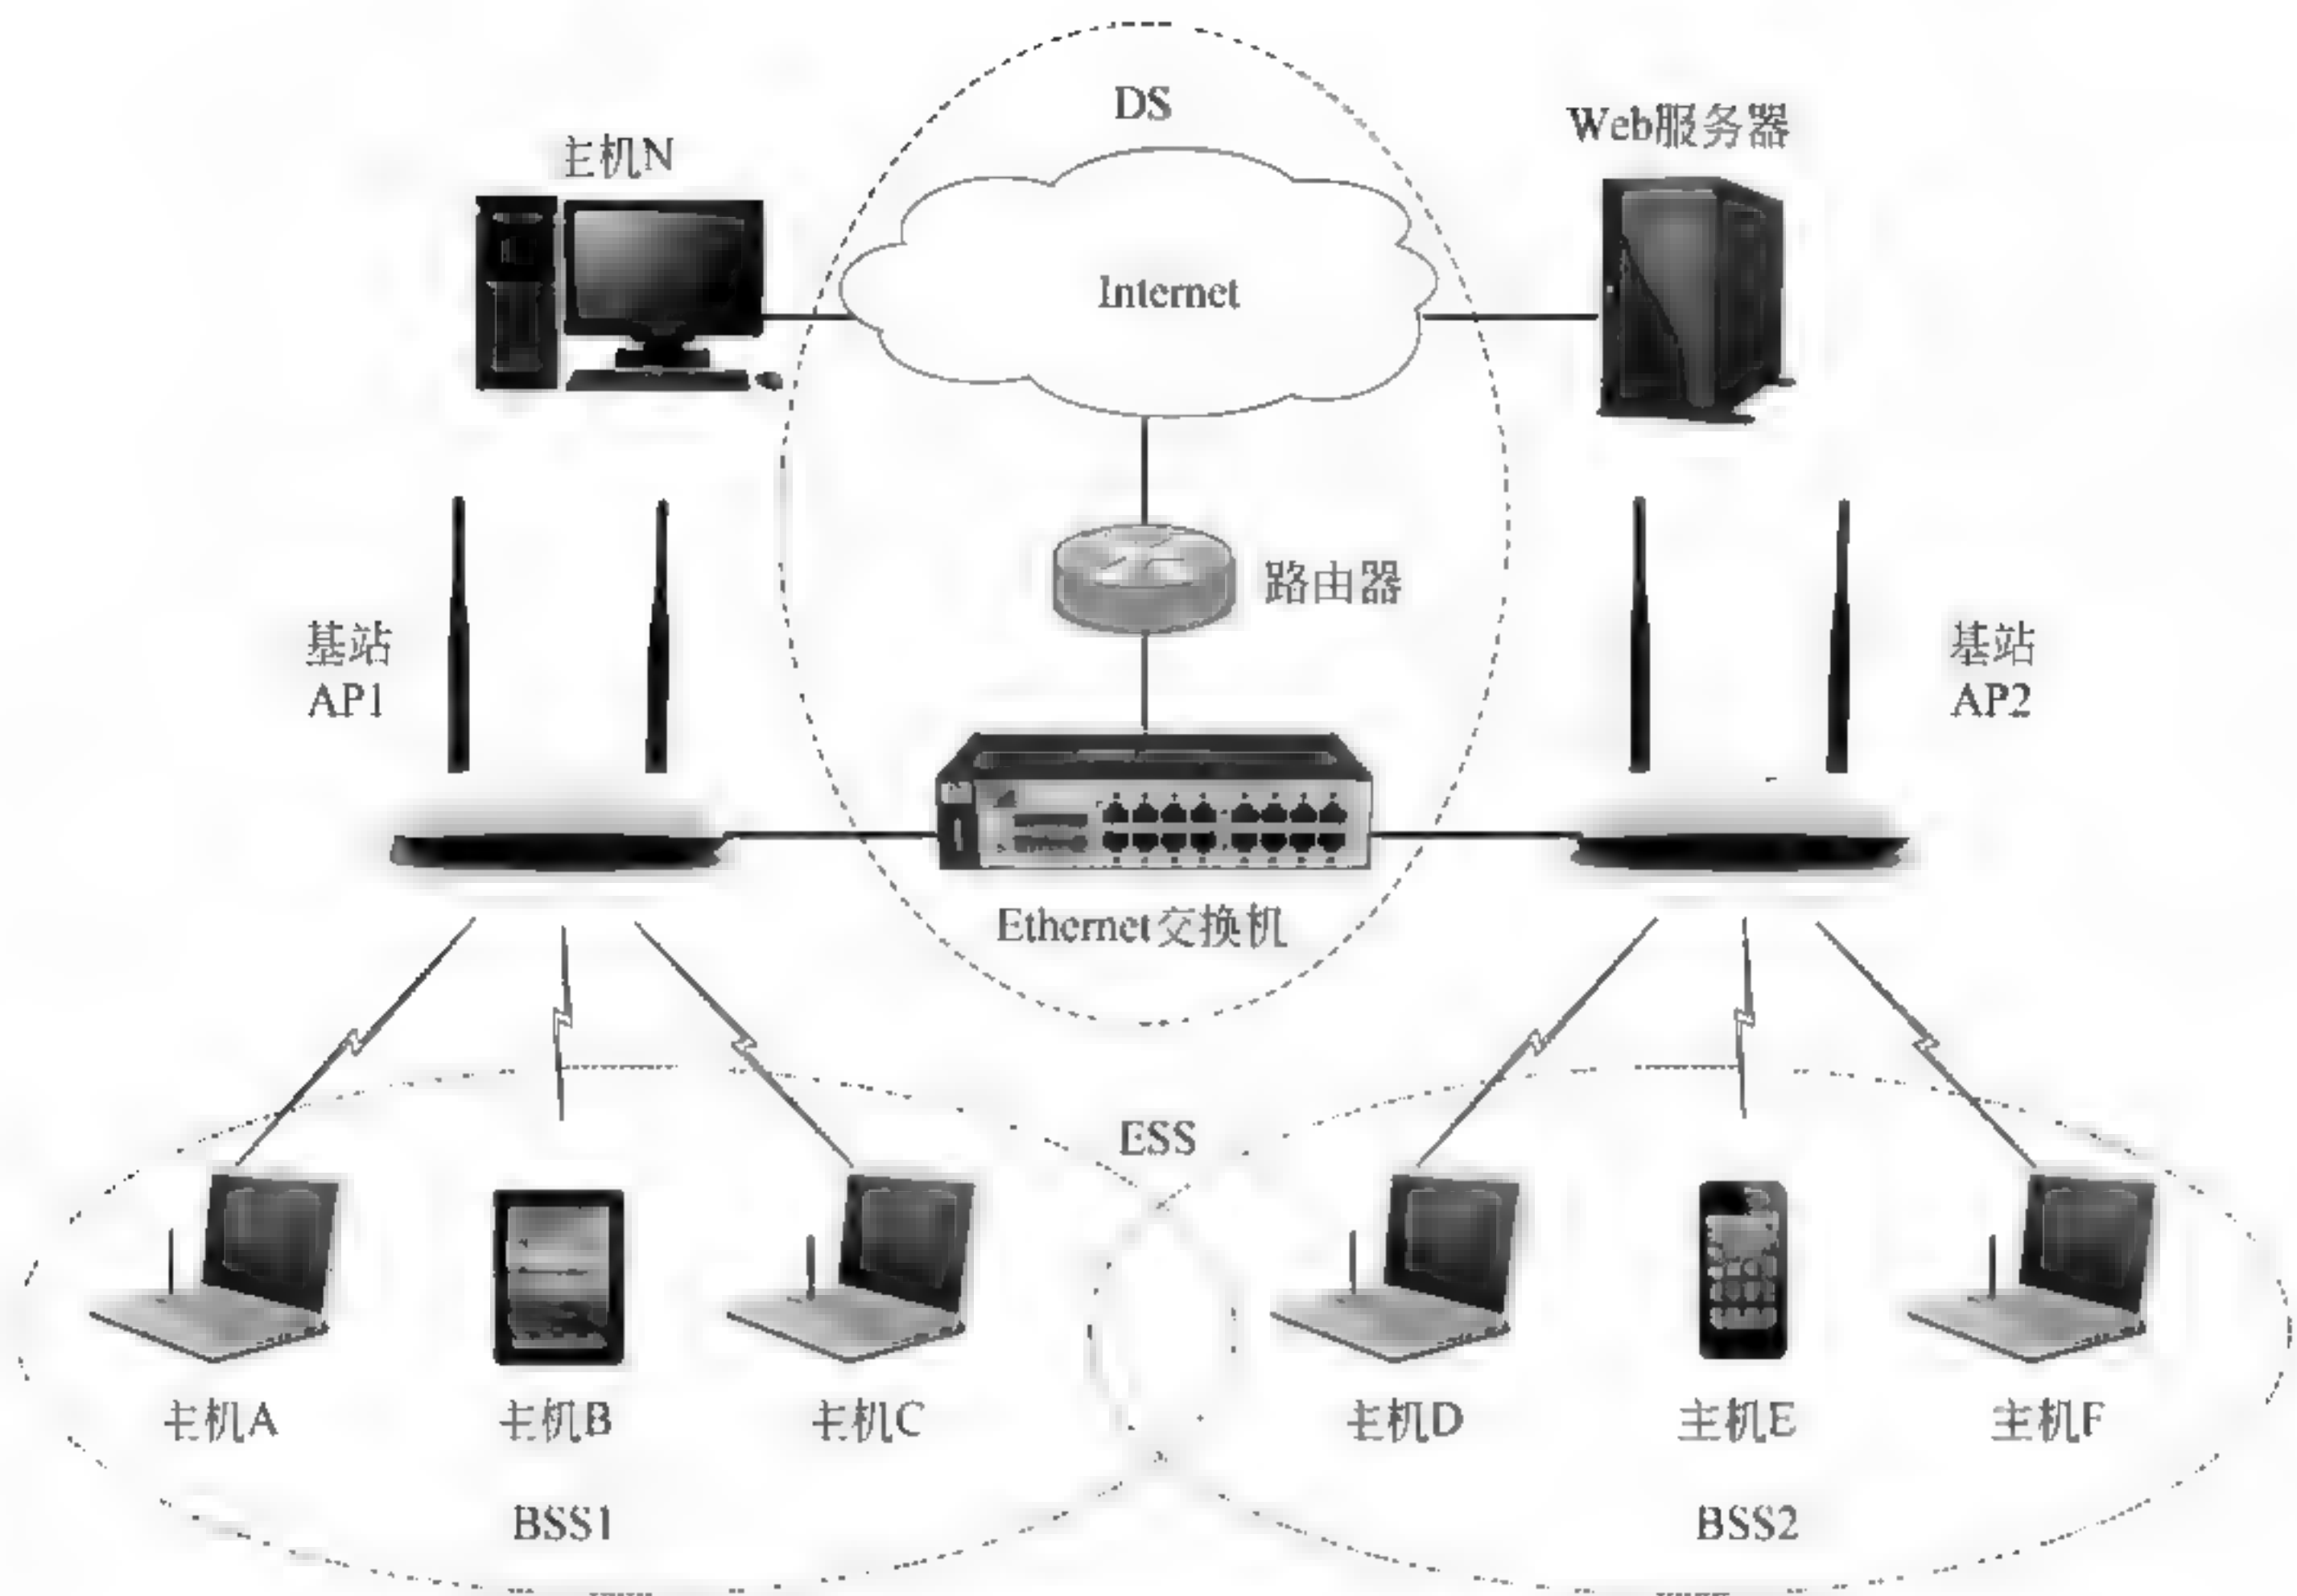 DS
主机N
Web服务器
Internet
路由器
基站
AP1
基站
AP2
Ethernet交换机
ESS
主机A
主机B
主机C
主机D
主机E
主机F
BSS1
BSS2